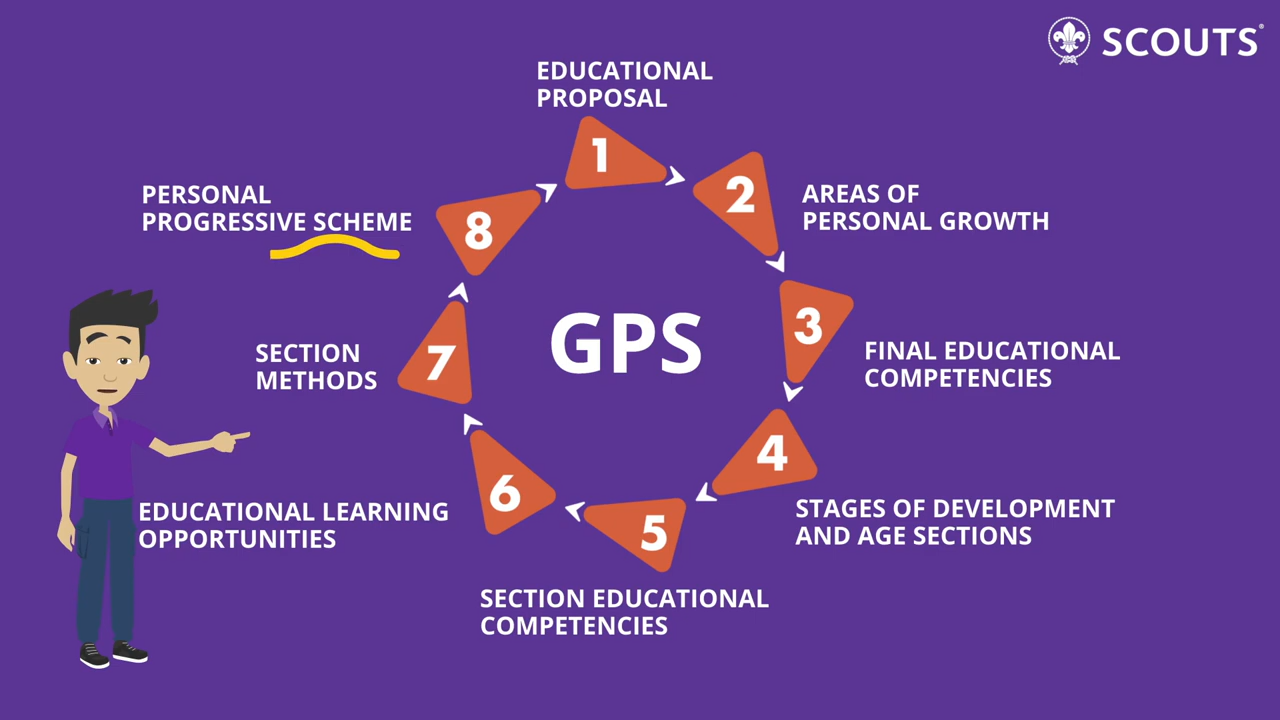 SCOUTS®
EDUCATIONAL
PROPOSAL
1
2
AREAS OF
PERSONAL GROWTH
3
FINAL EDUCATIONAL
COMPETENCIES
4
STAGES OF DEVELOPMENT
AND AGE SECTIONS
5
SECTION EDUCATIONAL
COMPETENCIES
6
EDUCATIONAL LEARNING
OPPORTUNITIES
7
SECTION
METHODS
8
PERSONAL
PROGRESSIVE SCHEME
GPS